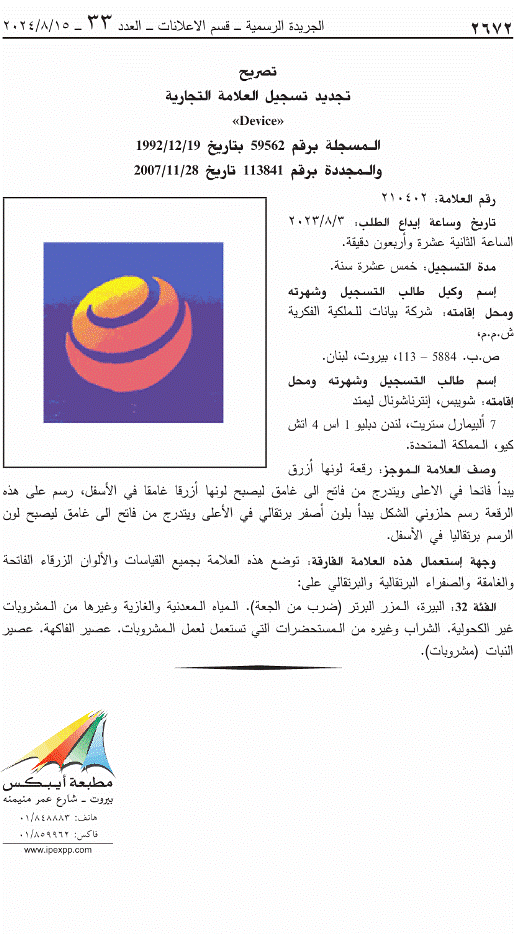 ٢٦٧٢ الجريدة الرسمية ــ قسم الاعلانات ــ العدد ٣٣ ــ ٢٠٢٤/٨/١٥
تصريح
تجديد تسجيل العلامة التجارية
«Device»
المسجلة برقم 59562 بتاريخ 1992/12/19
والمجددة برقم 113841 تاريخ 2007/11/28
رقم العلامة: ٢١٠٤٠٢
تاريخ وساعة إيداع الطلب: ٢٠٢٣/٨/٣
الساعة الثانية عشرة وأربعون دقيقة.
مدة التسجيل: خمس عشرة سنة.
إسم وكيل طالب التسجيل وشهرته
ومحل إقامته: شركة بيانات للملكية الفكرية
ش.م.م،
ص.ب. 5884 – 113، بيروت، لبنان.
إسم طالب التسجيل وشهرته ومحل
إقامته: شويبس، إنترناشونال ليمتد
7 ألبيمارل ستريت، لندن دبليو 1 اس 4 اتش
كيو، المملكة المتحدة.
وصف العلامة الموجز: رقعة لونها أزرق
يبدأ فاتحا في الاعلى ويتدرج من فاتح الى غامق ليصبح لونها أزرقا غامقا في الأسفل، رسم على هذه
الرقعة رسم حلزوني الشكل يبدأ بلون أصفر برتقالي في الأعلى ويتدرج من فاتح الى غامق ليصبح لون
الرسم برتقاليا في الأسفل.
وجهة إستعمال هذه العلامة الفارقة: توضع هذه العلامة بجميع القياسات والألوان الزرقاء الفاتحة
والغامقة والصفراء البرتقالية والبرتقالي على:
الفئة 32: البيرة، المزر البرتر (ضرب من الجعة). المياه المعدنية والغازية وغيرها من المشروبات
غير الكحولية. الشراب وغيره من المستحضرات التي تستعمل لعمل المشروبات. عصير الفاكهة. عصير
النبات (مشروبات).
مطبعة أيبكس
بيروت ــ شارع عمر منيمنه
هاتف: ٠١/٨٤٨٨٨٣
فاكس: ٠١/٨٥٩٩٦٢
www.ipexpp.com